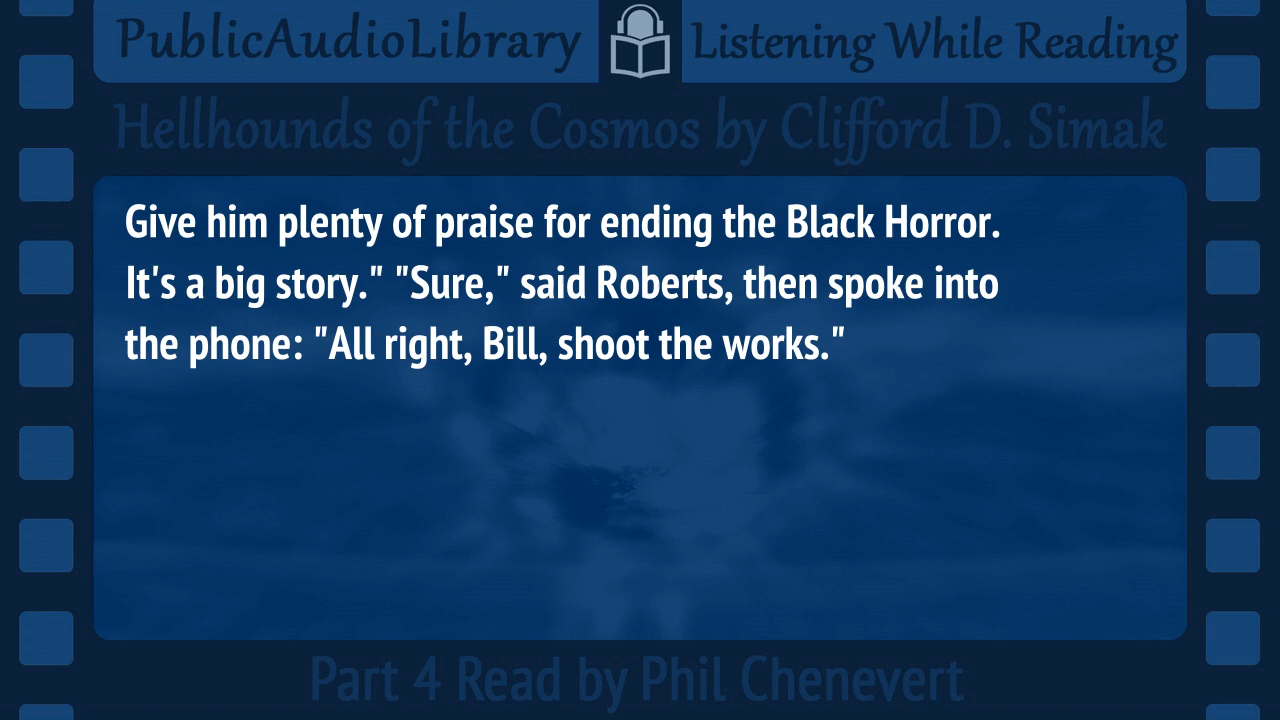 PublicAudioLibrary Listening While Reading
Hellhounds of the Cosmos by Clifford D. Simak
Give him plenty of praise for ending the Black Horror.
It's a big story." "Sure," said Roberts, then spoke into
the phone: "All right, Bill, shoot the works."
Part 4 Read by Phil Chenevert